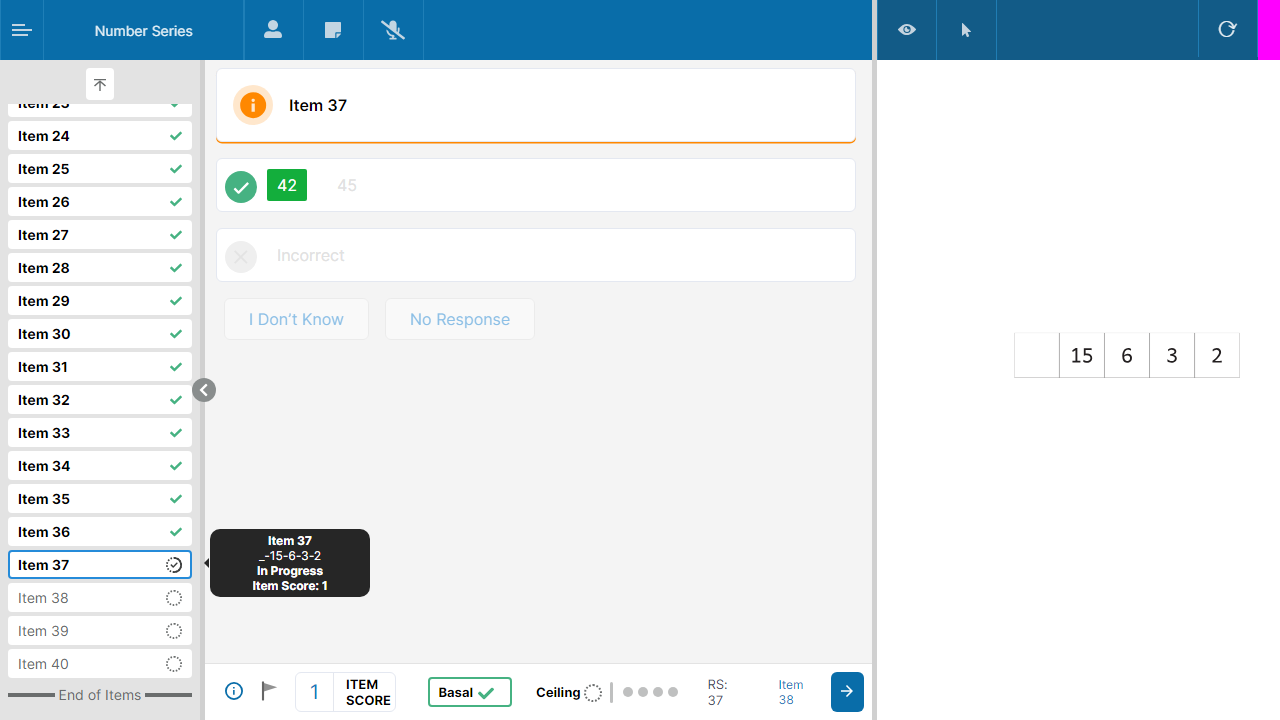 Number Series
Item 24
Item 25
Item 26
Item 27
Item 28
Item 29
Item 30
Item 31
Item 32
Item 33
Item 34
Item 35
Item 36
Item 37
Item 38
Item 39
Item 40
End of Items
Item 37
42 45
Incorrect
I Don't Know No Response
Item 37
_-15-6-3-2
In Progress
Item Score: 1
1 ITEM
SCORE
Basal
Ceiling
RS:
37
Item
38
15 6 3 2